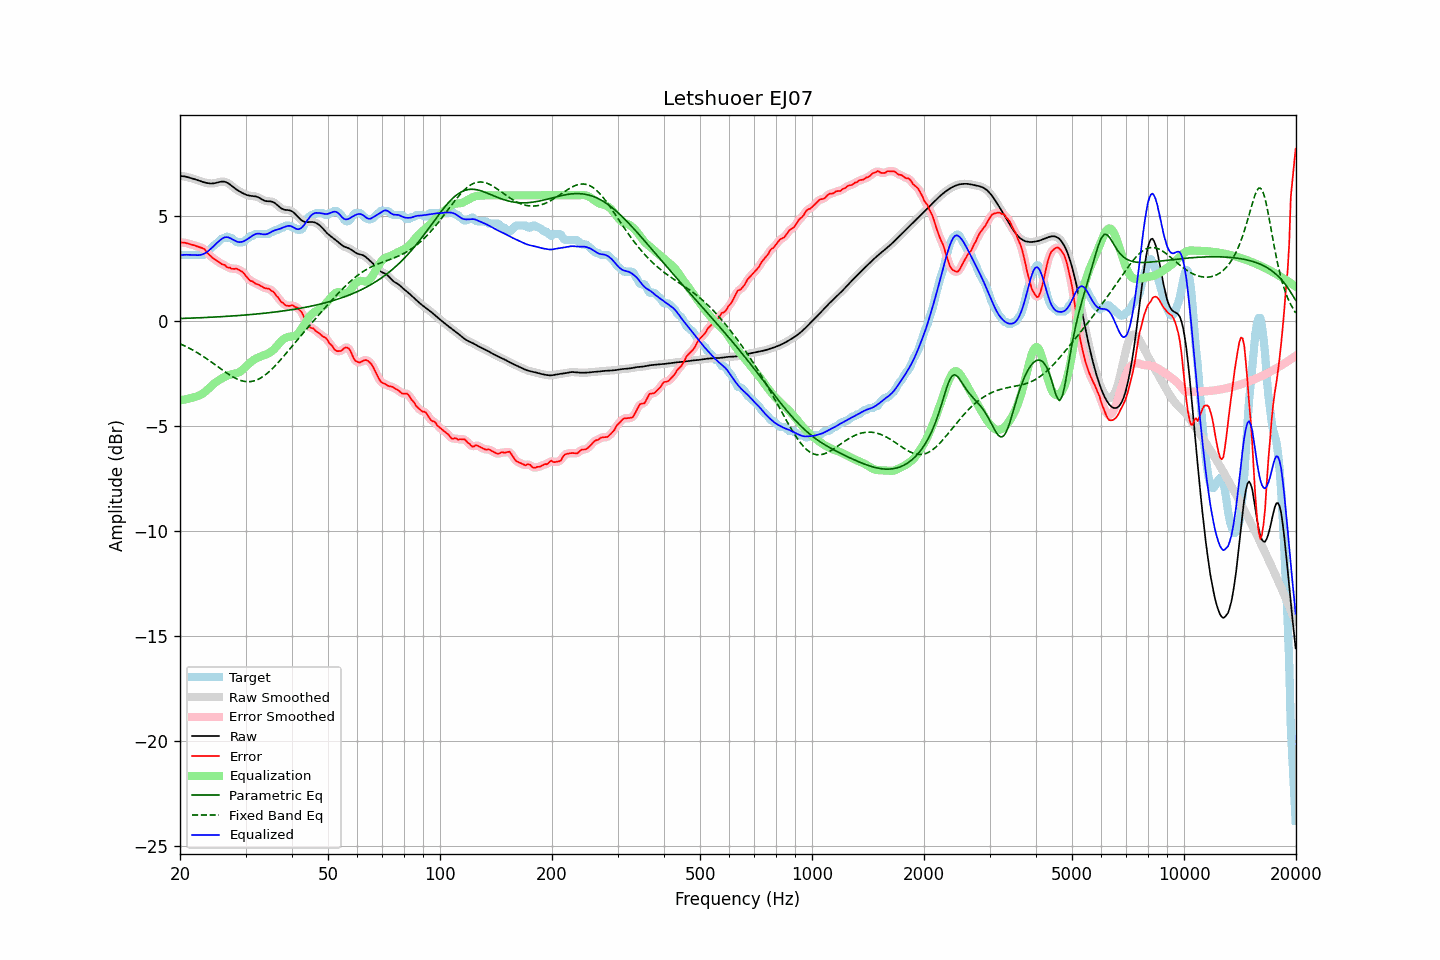 Letshuoer EJ07
Amplitude (dBr)
5
0
−5
−10
−15
−20
−25
Target
Raw Smoothed
Error Smoothed
Raw
Error
Equalization
Parametric Eq
Fixed Band Eq
Equalized
20 50 100 200 500 1000 2000 5000 10000 20000
Frequency (Hz)